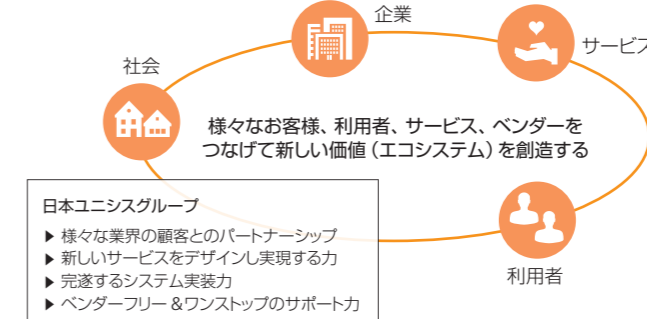 企業
サービス
社会
様々なお客様、利用者、サービス、ベンダーを
つなげて新しい価値（エコシステム）を創造する
日本ユニシスグループ
▶ 様々な業界の顧客とのパートナーシップ
▶ 新しいサービスをデザインし実現する力
▶ 完遂するシステム実装力
▶ ベンダーフリー＆ワンストップのサポート力
利用者